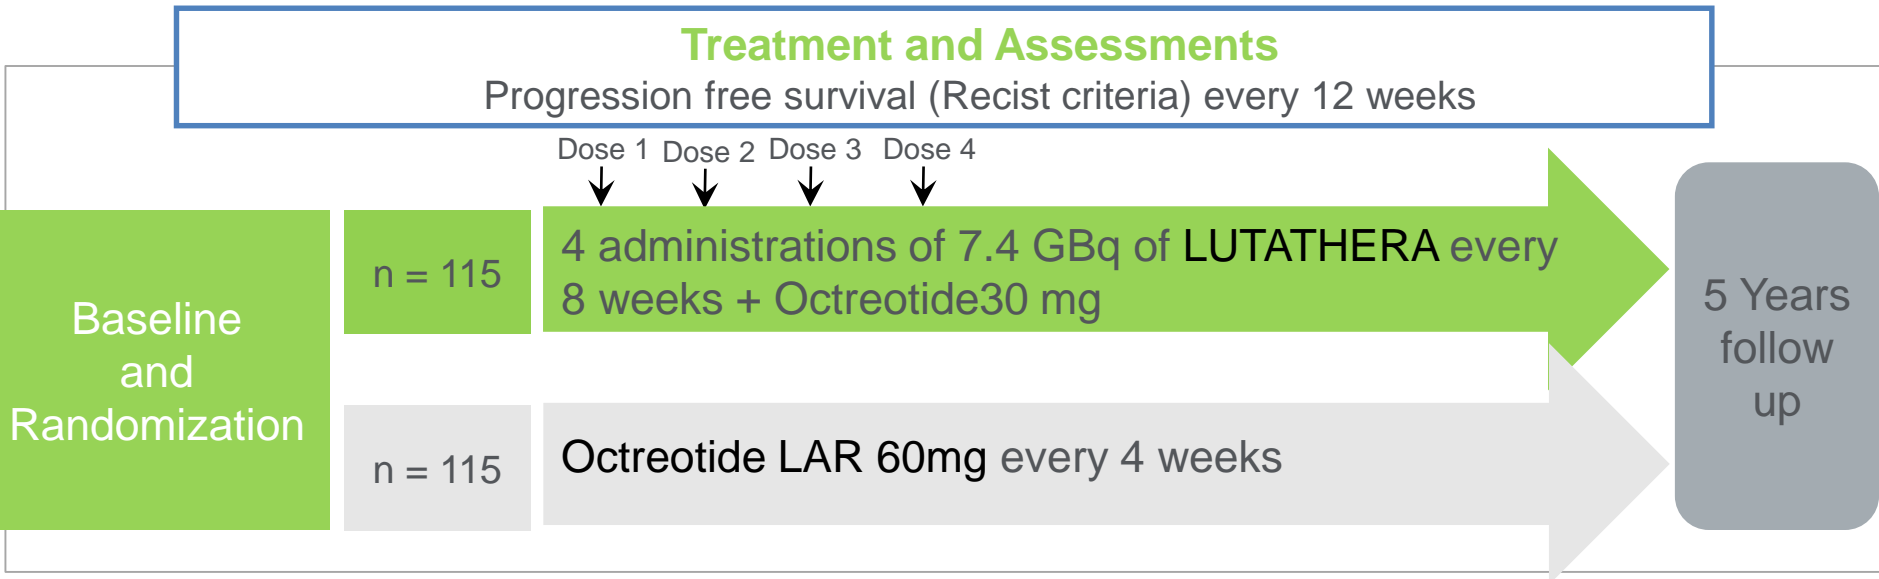 Treatment and Assessments
Progression free survival (Recist criteria) every 12 weeks
Dose 1 Dose 2 Dose 3 Dose 4
Baseline
and
Randomization
n = 115
4 administrations of 7.4 GBq of LUTATHERA every
8 weeks + Octreotide30 mg
n = 115
Octreotide LAR 60mg every 4 weeks
5 Years
follow
up